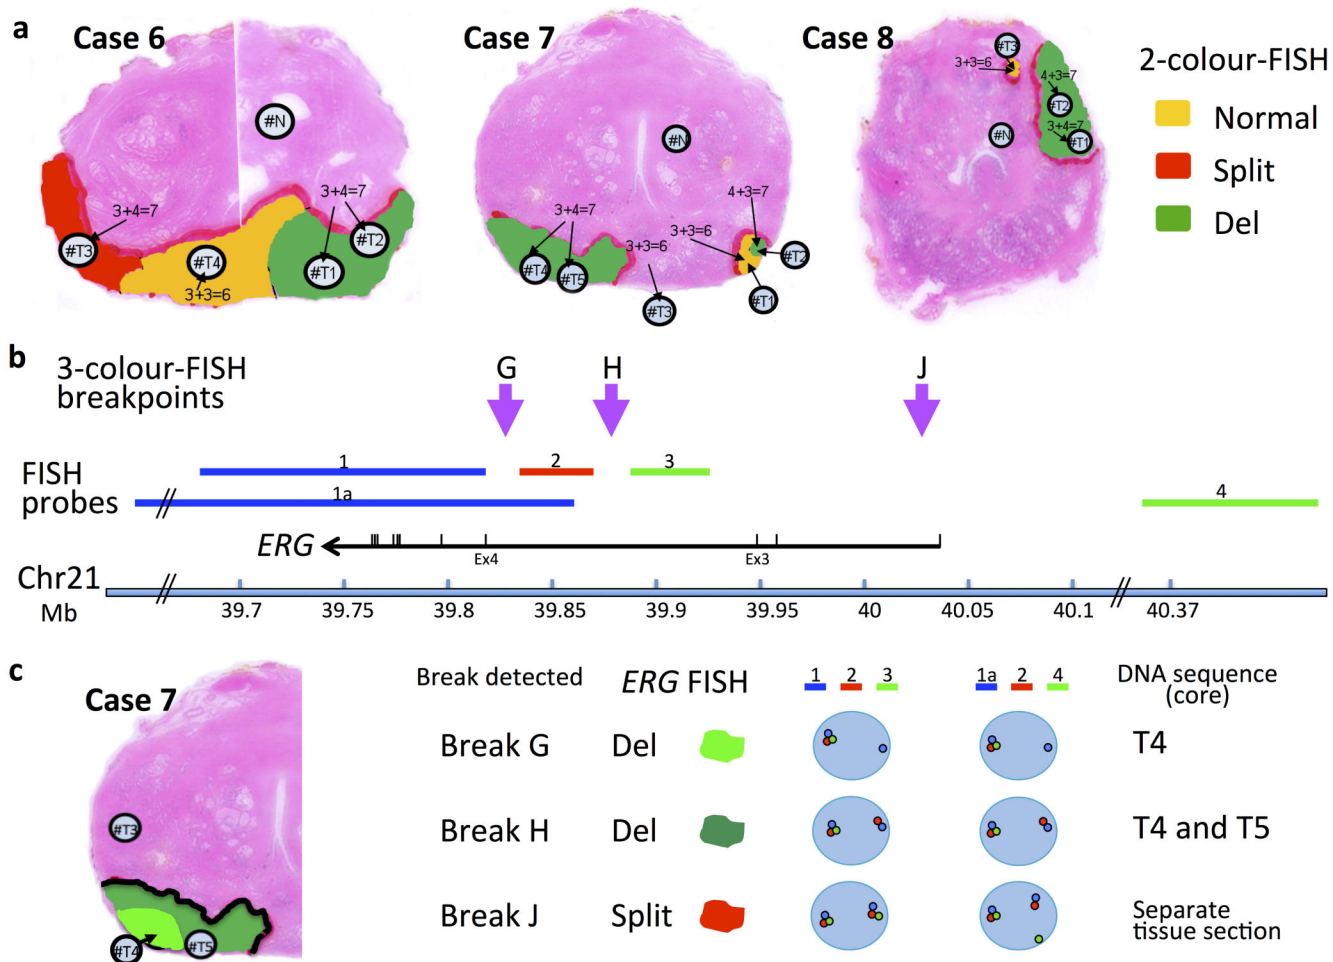 a
Case 6
Case 7
Case 8
2-colour-FISH
Normal
Split
Del
#N
3+4=7
3+4=7
#T3
#T4
3+3=6
#T1
#T2
#N
4+3=7
3+4=7
3+3=6
3+3=6
#T4
#T5
#T3
#T2
#T1
#T3
3+3=6
4+3=7
#T2
3+4=7
#N
#T1
b
3-colour-FISH
breakpoints
G
H
J
FISH
probes
1
2
3
1a
4
ERG
Ex4
Ex3
Chr21
Mb
39.7
39.75
39.8
39.85
39.9
39.95
40
40.05
40.1
40.37
c
Case 7
#T3
#T4
#T5
Break detected
ERG FISH
1
2
3
1a
2
4
DNA sequence
(core)
Break G
Del
T4
Break H
Del
T4 and T5
Break J
Split
Separate
tissue section